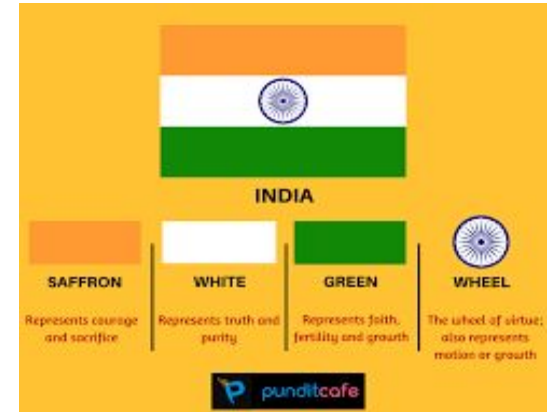 INDIA
SAFFRON
Represents courage
and sacrifice
WHITE
Represents truth and
purity
GREEN
Represents faith,
fertility and growth
WHEEL
The wheel of virtue;
also represents
motion or growth
punditcafe